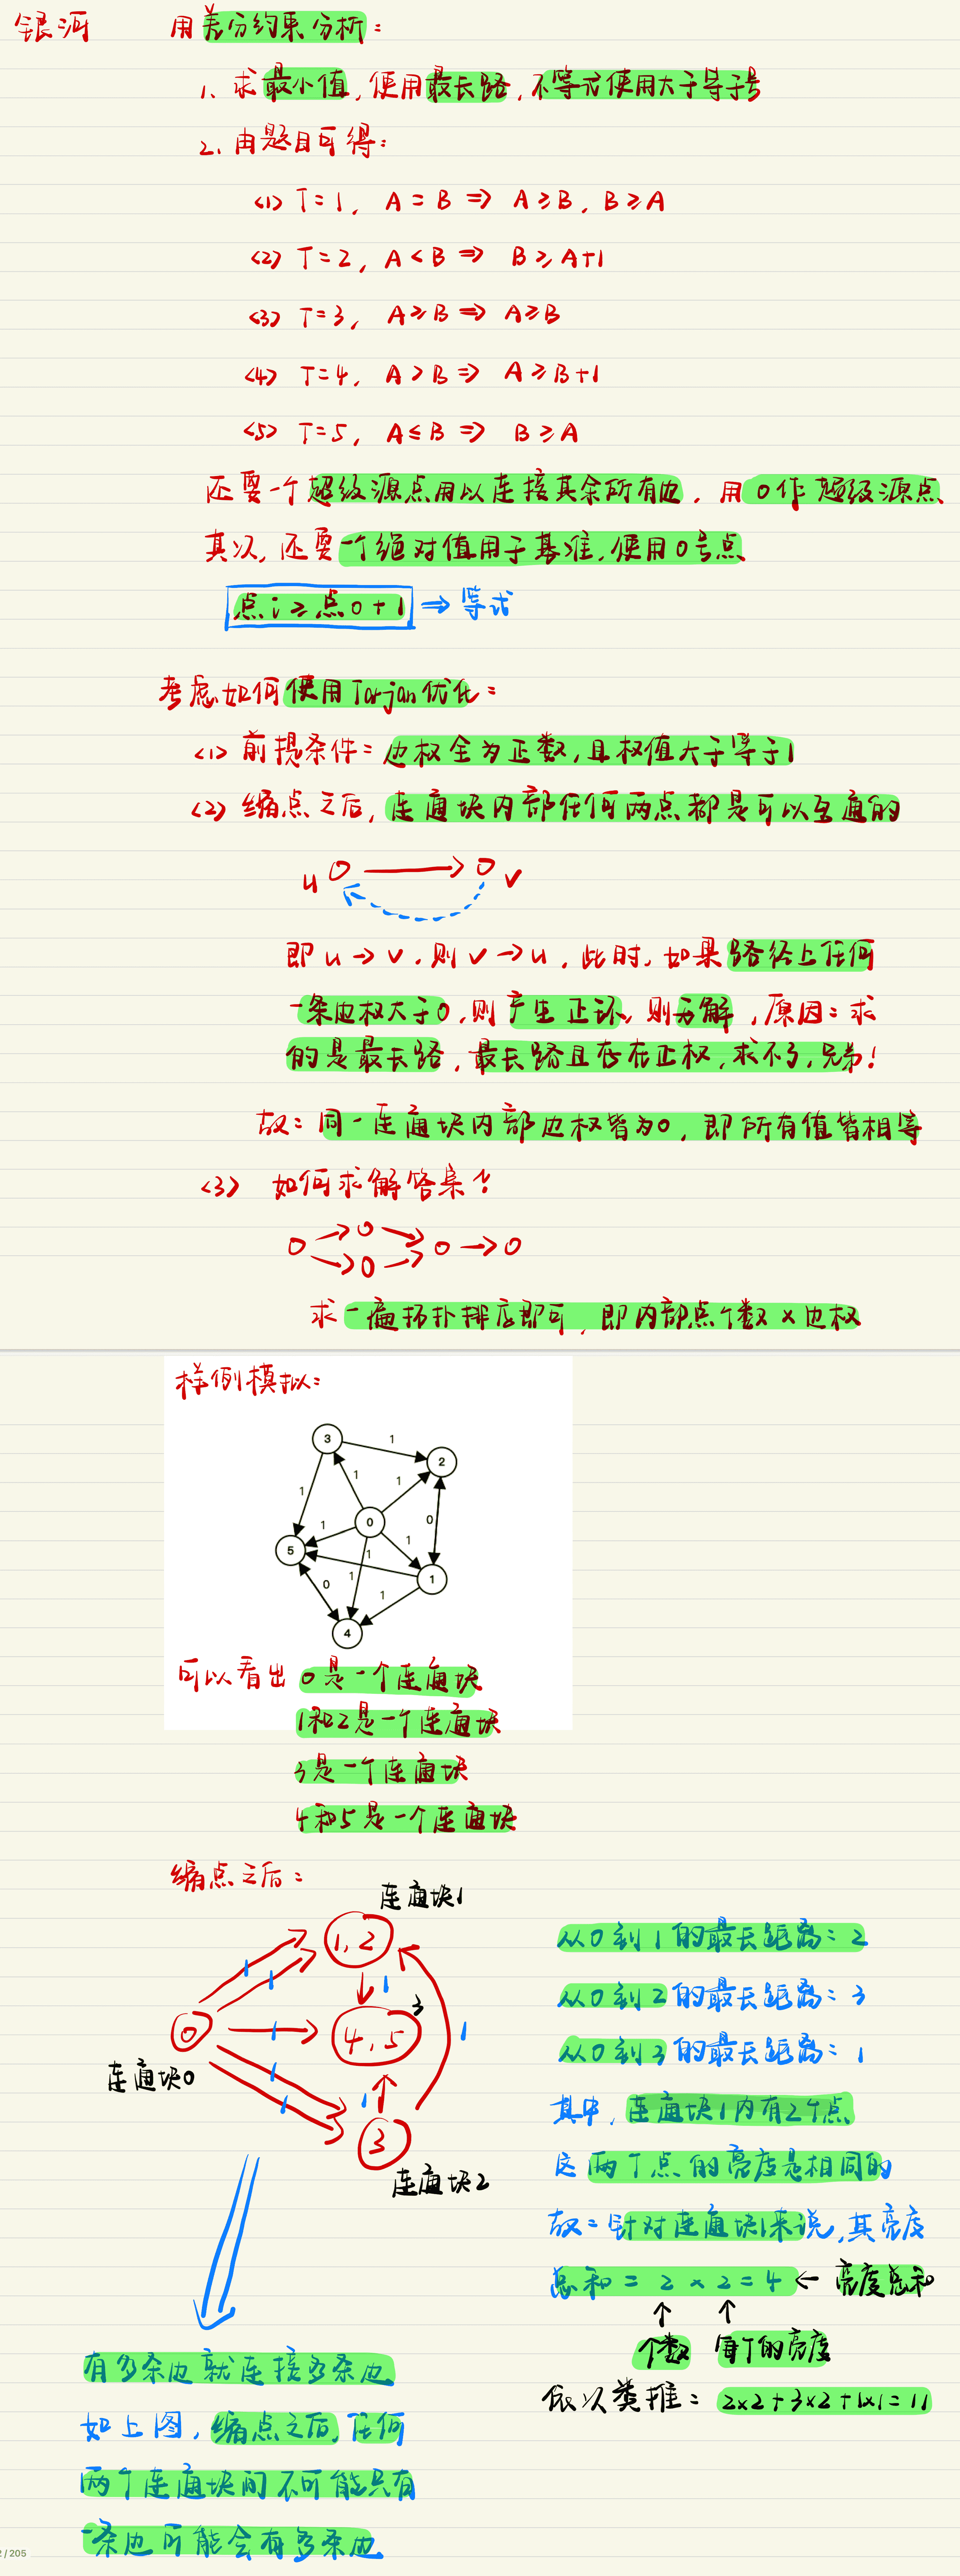 银河 用差分约束分析:
1、求最小值,使用最长路,不等式使用大于等于号
2、由题目可得:
<1> T=1, A=B ⇒ A≥B, B≥A
<2> T=2, A<B ⇒ B≥A+1
<3> T=3, A≥B ⇒ A≥B
<4> T=4, A>B ⇒ A≥B+1
<5> T=5, A≤B ⇒ B≥A
还要一个超级源点用以连接其余所有边,用0作超级源点
其次,还要一个绝对值用于基准,使用0号点
点i≥点0+1 ⇒ 等式
考虑如何使用Tarjan优化:
<1> 前提条件:边权全为正数,且权值大于等于1
<2> 缩点之后,连通块内部任何两点都是可以互通的
u v
即u→v,则v→u,此时,如果路径上任何
一条边权大于0,则产生正环,则无解,原因:求
的是最长路,最长路且存在正权,求不了,兄弟!
故:同一连通块内部边权皆为0,即所有值皆相等
<3> 如何求解答案?
求一遍拓扑排序即可,即内部点个数×边权
样例模拟:
3 1 2
1 1 1
1 0 0
5 1 1
0 1 1 1
4
可以看出0是一个连通块
1和2是一个连通块
3是一个连通块
4和5是一个连通块
缩点之后:
连通块1
1,2
1 1 1
0 1 4,5 3 1
连通块0
1 1 1
3
连通块2
从0到1的最长距离:2
从0到2的最长距离:3
从0到3的最长距离:1
其中,连通块1内有2个点
这两个点的亮度是相同的
故:针对连通块1来说,其亮度
总和=2×2=4 ← 亮度总和
↑ ↑
个数 每个的亮度
依次类推:2×2+3×2+1×1=11
有多条边就连接多条边
如上图,缩点之后,任何
两个连通块间不可能只有
一条边可能会有多条边
2/205